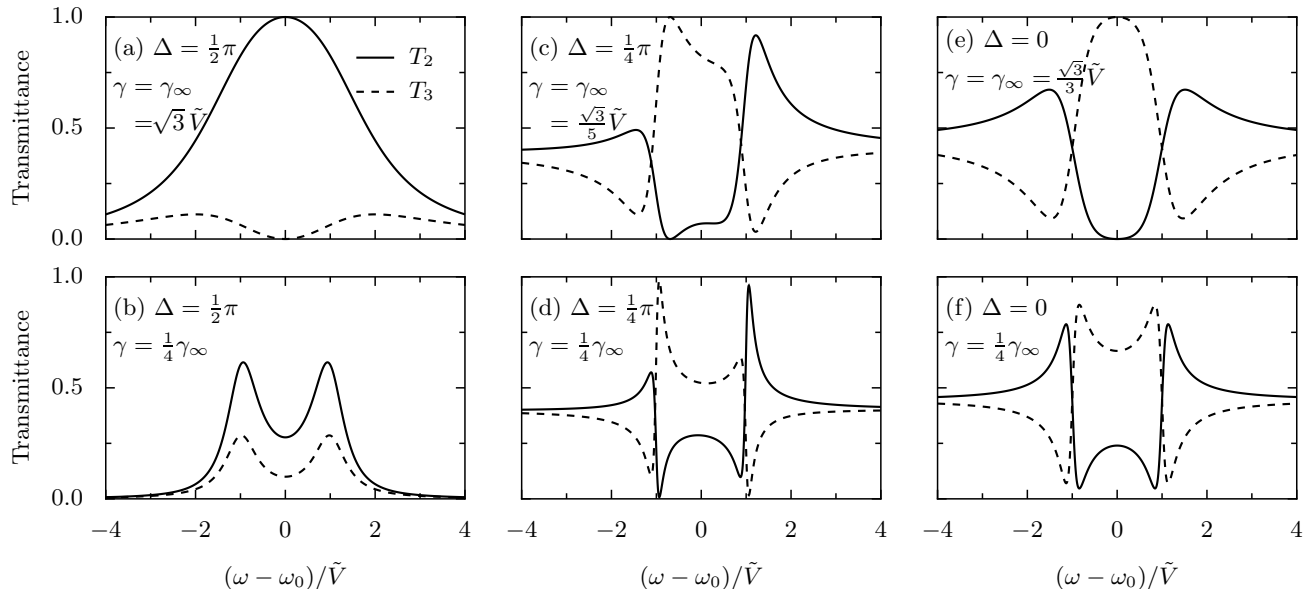 1.0
(a) Δ = ½π
T₂
γ = γ∞
T₃
= √3 Ṽ
0.5
0.0
Transmittance
(c) Δ = ¼π
γ = γ∞
= √3/5 Ṽ
(e) Δ = 0
γ = γ∞ = √3/3 Ṽ
1.0
(b) Δ = ½π
γ = ¼γ∞
0.5
0.0
Transmittance
−4 −2 0 2 4
(ω − ω₀)/Ṽ
(d) Δ = ¼π
γ = ¼γ∞
−4 −2 0 2 4
(ω − ω₀)/Ṽ
(f) Δ = 0
γ = ¼γ∞
−4 −2 0 2 4
(ω − ω₀)/Ṽ